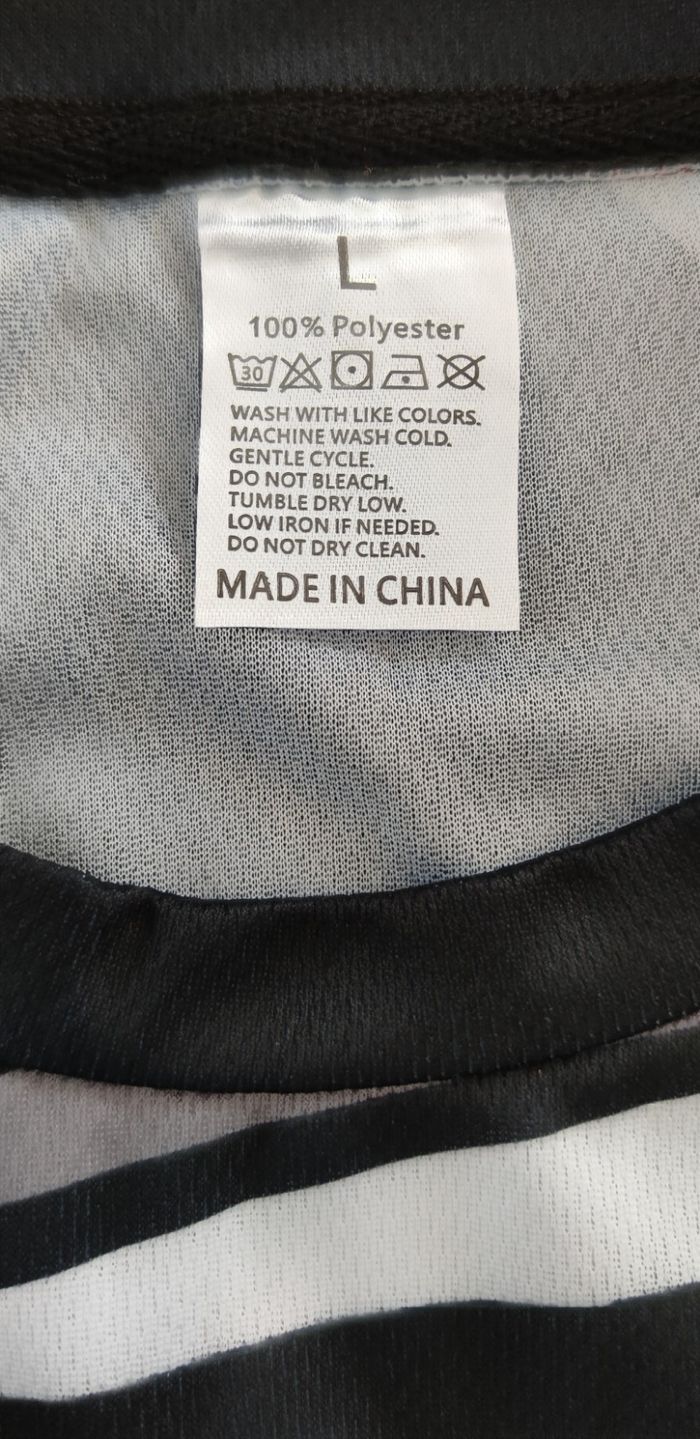 L
100% Polyester
30
WASH WITH LIKE COLORS.
MACHINE WASH COLD.
GENTLE CYCLE.
DO NOT BLEACH.
TUMBLE DRY LOW.
LOW IRON IF NEEDED.
DO NOT DRY CLEAN.
MADE IN CHINA